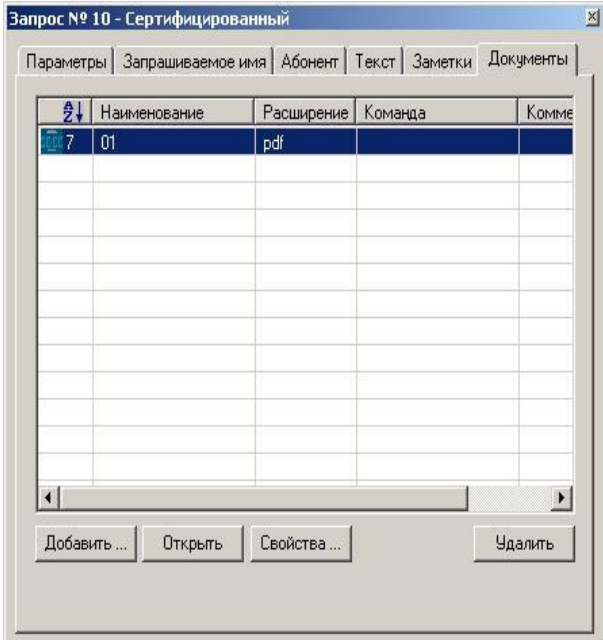 Запрос № 10 - Сертифицированный
Параметры Запрашиваемое имя Абонент Текст Заметки Документы
Наименование Расширение Команда Комме
7 01 pdf
Добавить ... Открыть Свойства ... Удалить